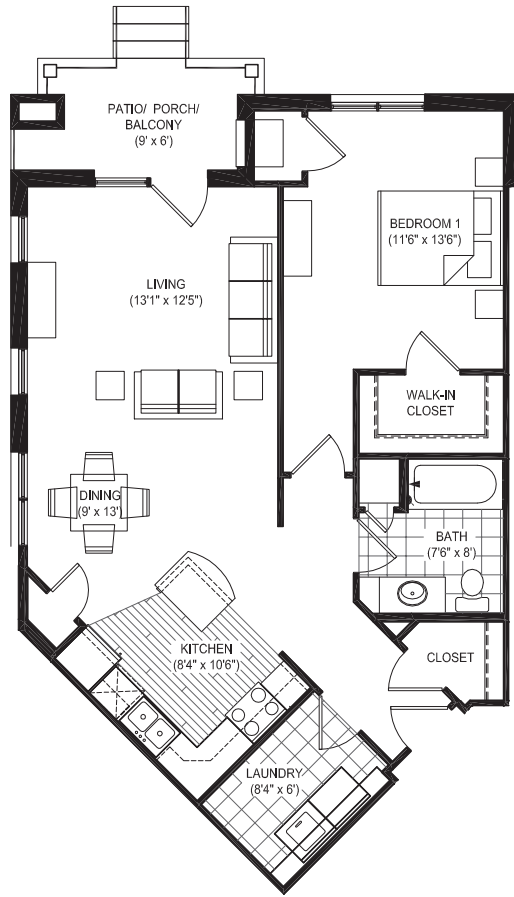 PATIO/ PORCH/
BALCONY
(9' x 6')
BEDROOM 1
(11'6" x 13'6)
LIVING
(13'1" x 12'5")
WALK-IN
CLOSET
DINING
(9' x 13')
BATH
(7'6" x 8')
KITCHEN
(8'4" x 10'6")
CLOSET
LAUNDRY
(8'4" x 6')